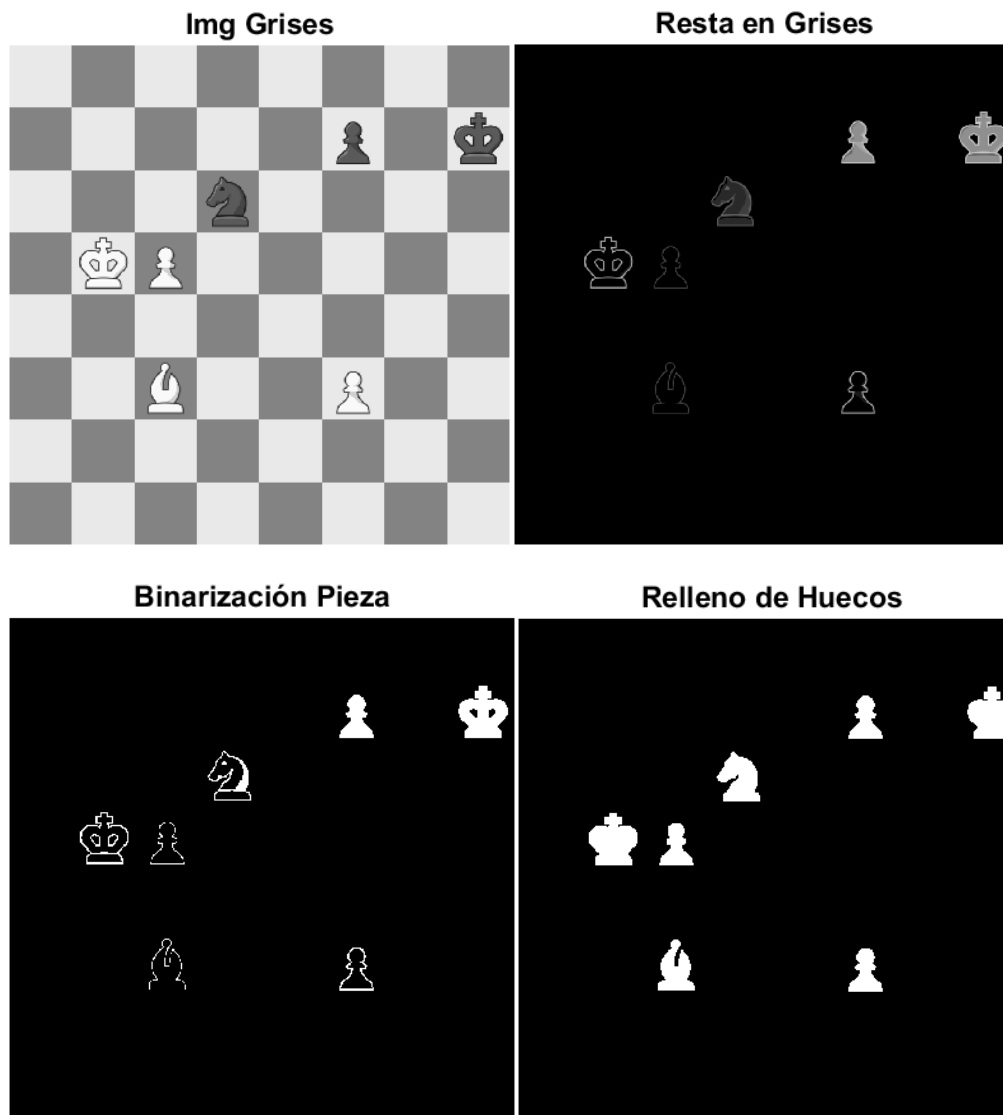 Img Grises
Resta en Grises
Binarización Pieza
Relleno de Huecos